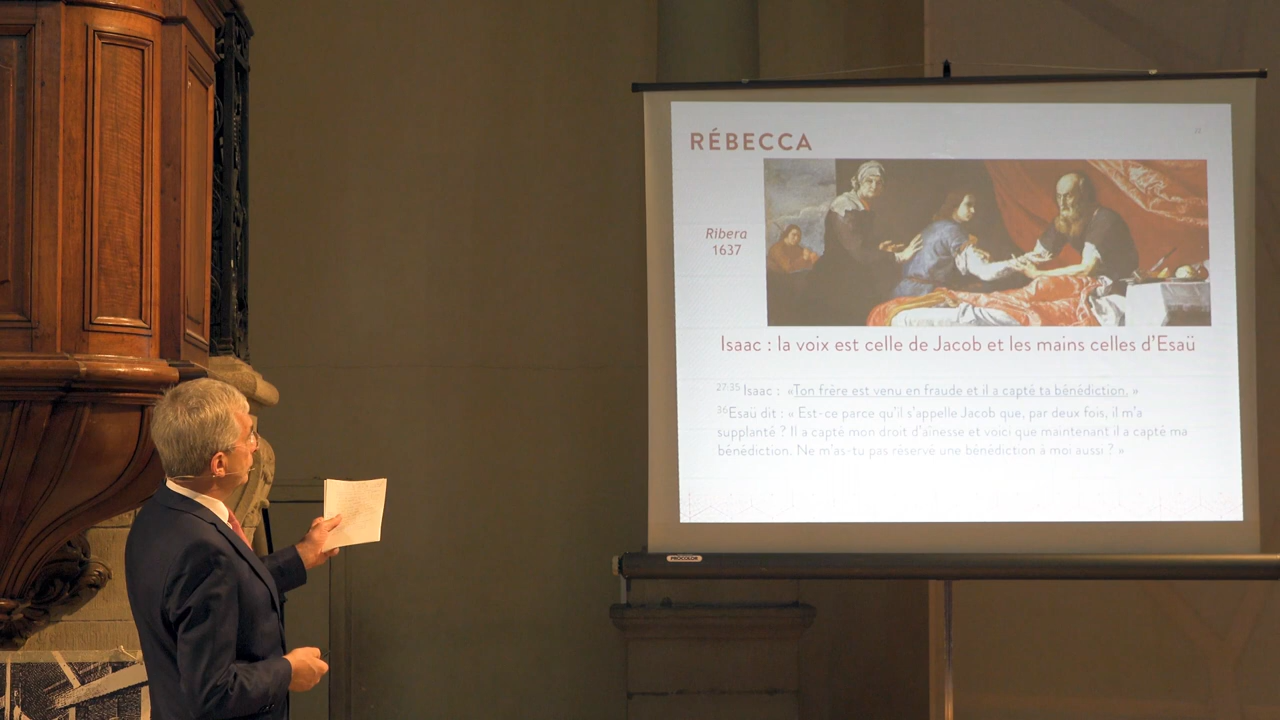 22
RÉBECCA
Ribera
1637
Isaac : la voix est celle de Jacob et les mains celles d'Esaü
27:35 Isaac : «Ton frère est venu en fraude et il a capté ta bénédiction. »
36Esaü dit : « Est-ce parce qu'il s'appelle Jacob que, par deux fois, il m'a
supplanté ? Il a capté mon droit d'aînesse et voici que maintenant il a capté ma
bénédiction. Ne m'as-tu pas réservé une bénédiction à moi aussi ? »
PROCOLOR